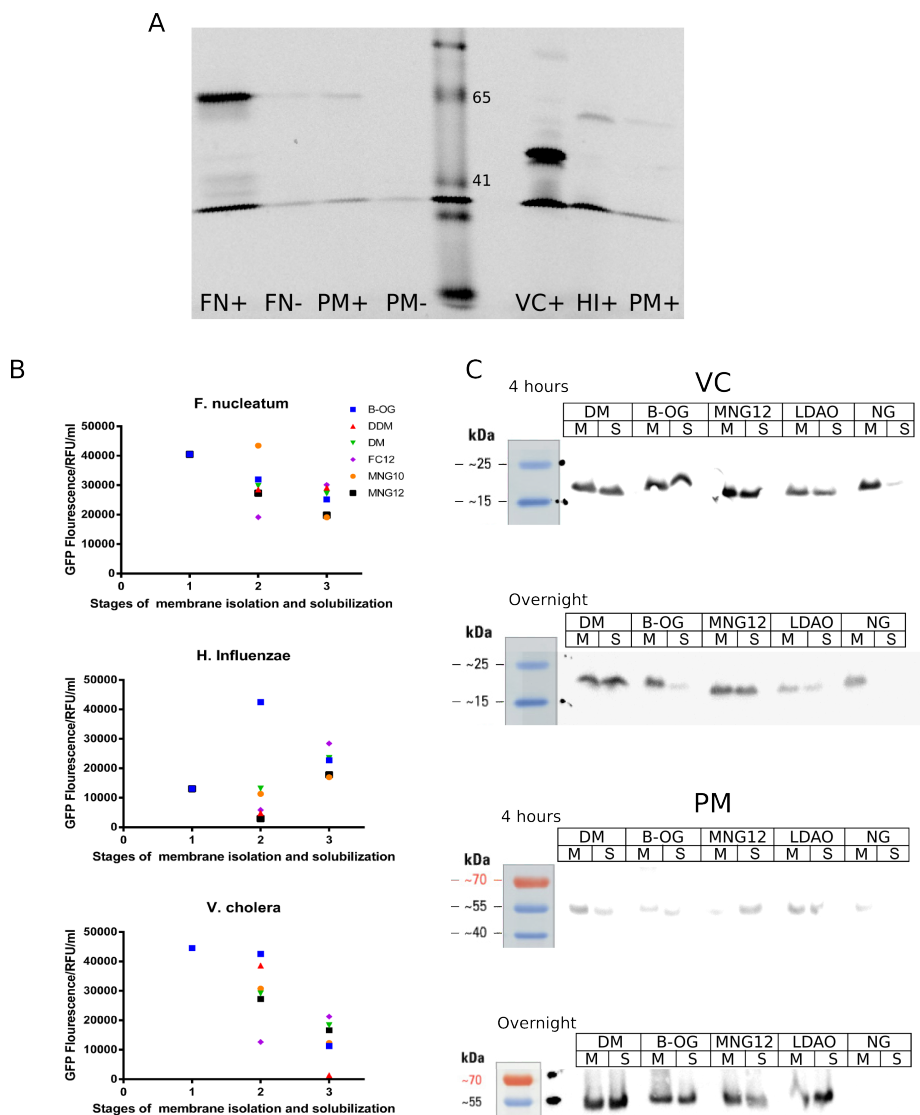 A
65
41
FN+ FN- PM+ PM- VC+ HI+ PM+
B
F. nucleatum
GFP Flourescence/RFU/ml
50000
40000
30000
20000
10000
0
0 1 2 3
Stages of membrane isolation and solubilization
B-OG
DDM
DM
FC12
MNG10
MNG12
H. Influenzae
GFP Flourescence/RFU/ml
50000
40000
30000
20000
10000
0
0 1 2 3
Stages of membrane isolation and solubilization
V. cholera
GFP Flourescence/RFU/ml
50000
40000
30000
20000
10000
0
0 1 2 3
Stages of membrane isolation and solubilization
C
4 hours
VC
DM B-OG MNG12 LDAO NG
M S M S M S M S M S
kDa
~25
~15
Overnight
DM B-OG MNG12 LDAO NG
M S M S M S M S M S
kDa
~25
~15
PM
4 hours
DM B-OG MNG12 LDAO NG
M S M S M S M S M S
kDa
~70
~55
~40
Overnight
DM B-OG MNG12 LDAO NG
M S M S M S M S M S
kDa
~70
~55